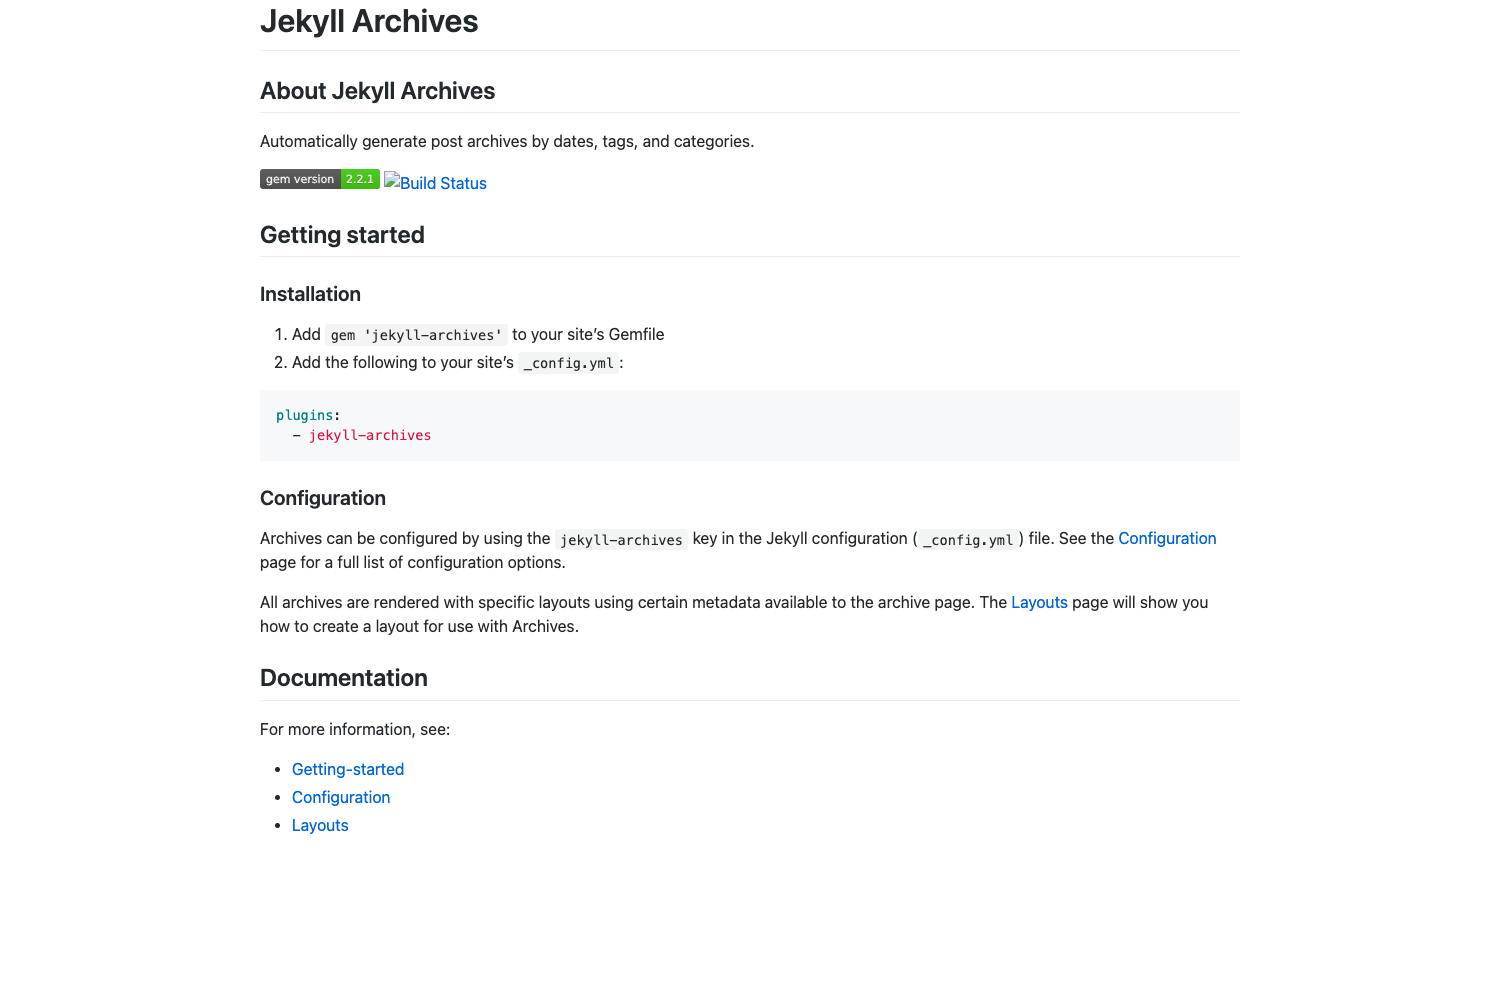 Jekyll Archives
About Jekyll Archives
Automatically generate post archives by dates, tags, and categories.
gem version 2.2.1 Build Status
Getting started
Installation
1. Add gem 'jekyll-archives' to your site’s Gemfile
2. Add the following to your site’s _config.yml:
plugins:
  - jekyll-archives
Configuration
Archives can be configured by using the jekyll-archives key in the Jekyll configuration (_config.yml) file. See the Configuration
page for a full list of configuration options.
All archives are rendered with specific layouts using certain metadata available to the archive page. The Layouts page will show you
how to create a layout for use with Archives.
Documentation
For more information, see:
• Getting-started
• Configuration
• Layouts